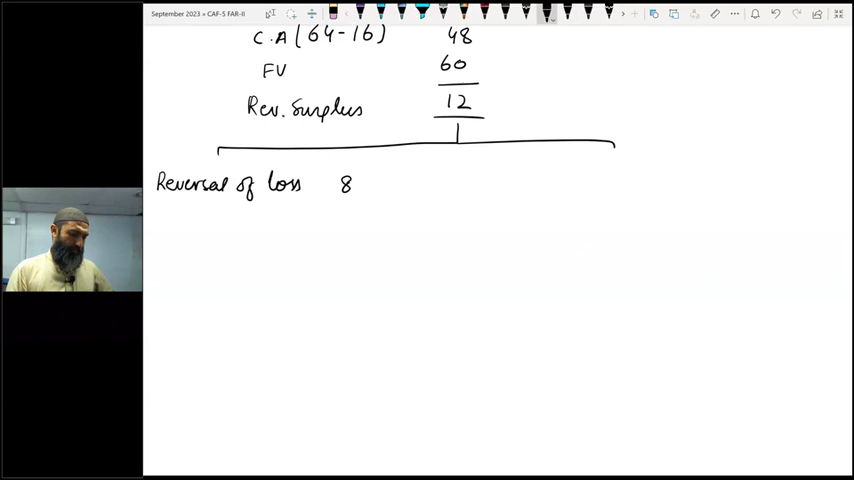 September 2023 » CAF-5 FAR-II
C.A (64-16) 48
FV 60
Rev. Surplus 12
Reversal of loss 8